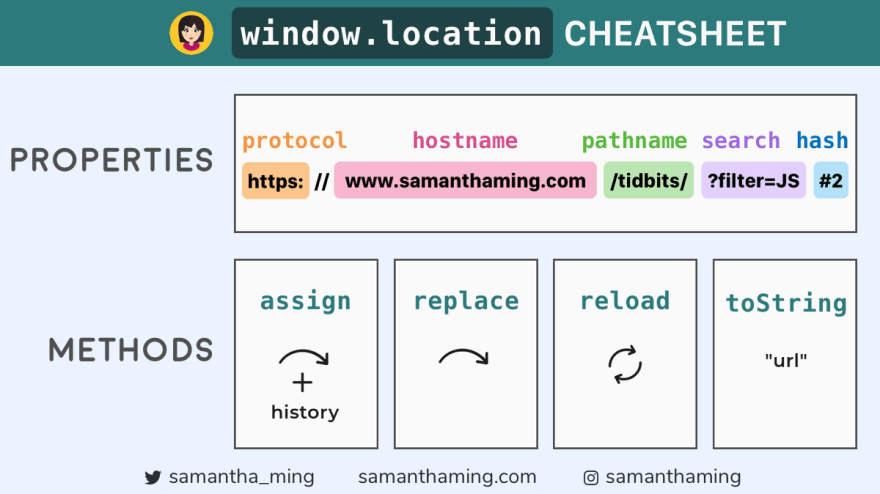 window.location CHEATSHEET
PROPERTIES
protocol hostname pathname search hash
https: // www.samanthaming.com /tidbits/ ?filter=JS #2
METHODS
assign replace reload toString
+
history
"url"
samantha_ming samanthaming.com samanthaming